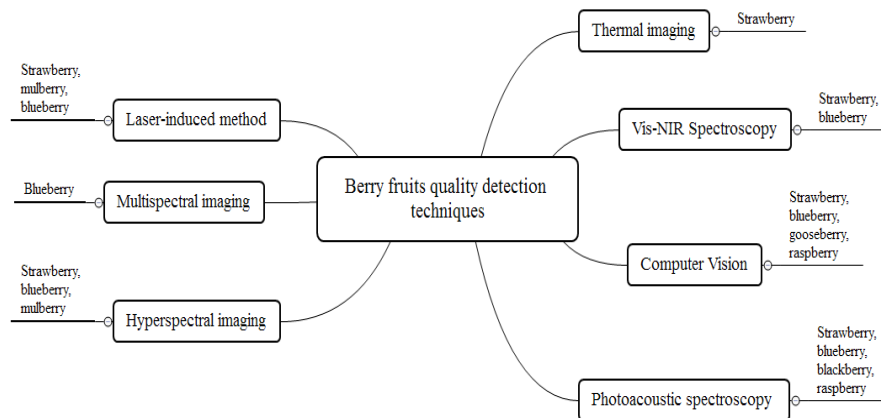 Berry fruits quality detection
techniques
Strawberry,
mulberry,
blueberry
Laser-induced method
Blueberry
Multispectral imaging
Strawberry,
blueberry,
mulberry
Hyperspectral imaging
Thermal imaging
Strawberry
Vis-NIR Spectroscopy
Strawberry,
blueberry
Computer Vision
Strawberry,
blueberry,
gooseberry,
raspberry
Photoacoustic spectroscopy
Strawberry,
blueberry,
blackberry,
raspberry